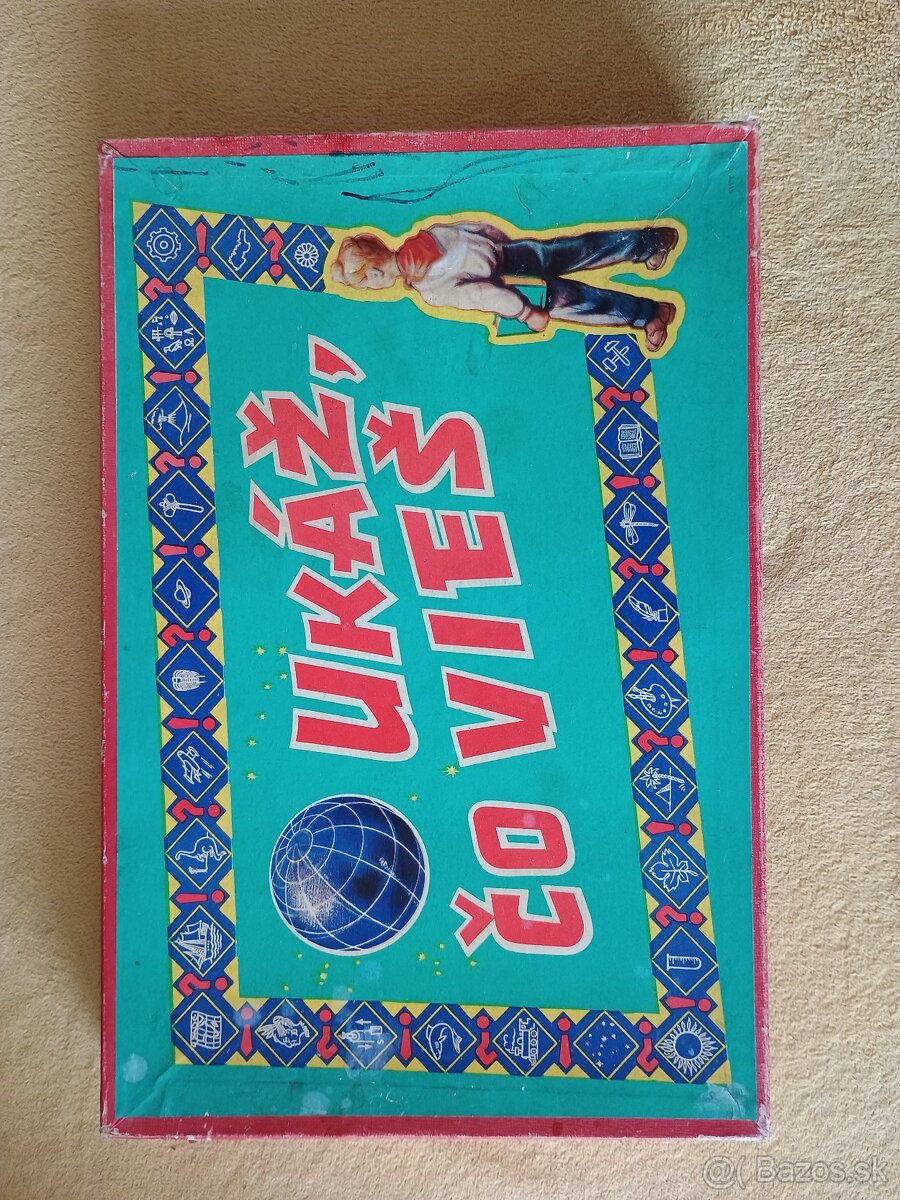 UKÁŽ,
ČO VIEŠ
@( Bazos.sk